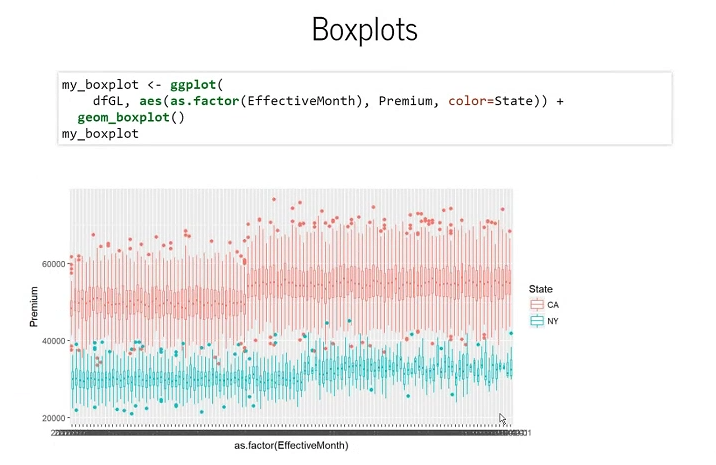 Boxplots
my_boxplot <- ggplot(
dfGL, aes(as.factor(EffectiveMonth), Premium, color=State)) +
geom_boxplot()
my_boxplot
60000
40000
20000
Premium
as.factor(EffectiveMonth)
State
CA
NY